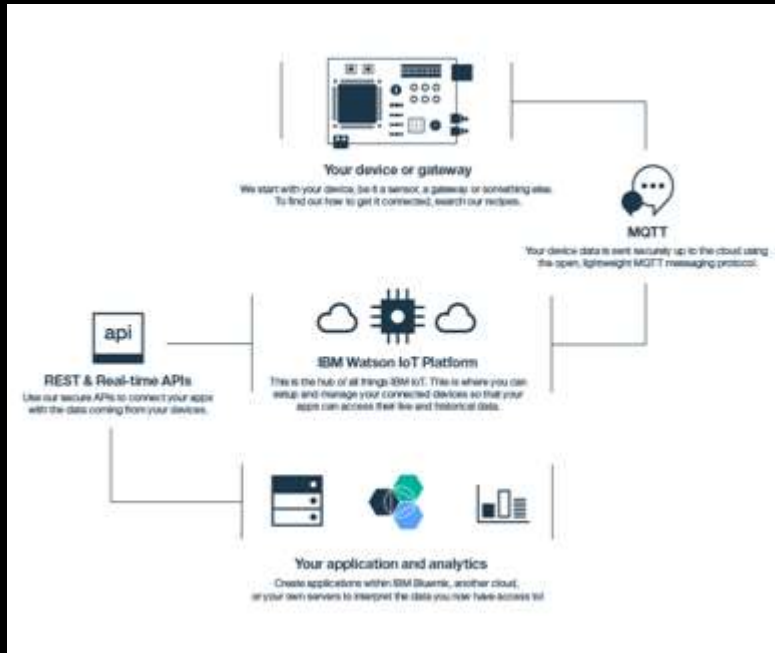 Your device or gateway
We start with your device, be it a sensor, a gateway or something else.
To find out how to get it connected, search our recipes.
MQTT
Your device data is sent securely up to the cloud using
the open, lightweight MQTT messaging protocol.
api
REST & Real-time APIs
Use our secure APIs to connect your apps
with the data coming from your devices.
IBM Watson IoT Platform
This is the hub of all things IBM IoT. This is where you can
setup and manage your connected devices so that your
apps can access their live and historical data.
Your application and analytics
Create applications within IBM Bluemix, another cloud,
or your own servers to interpret the data you now have access to!